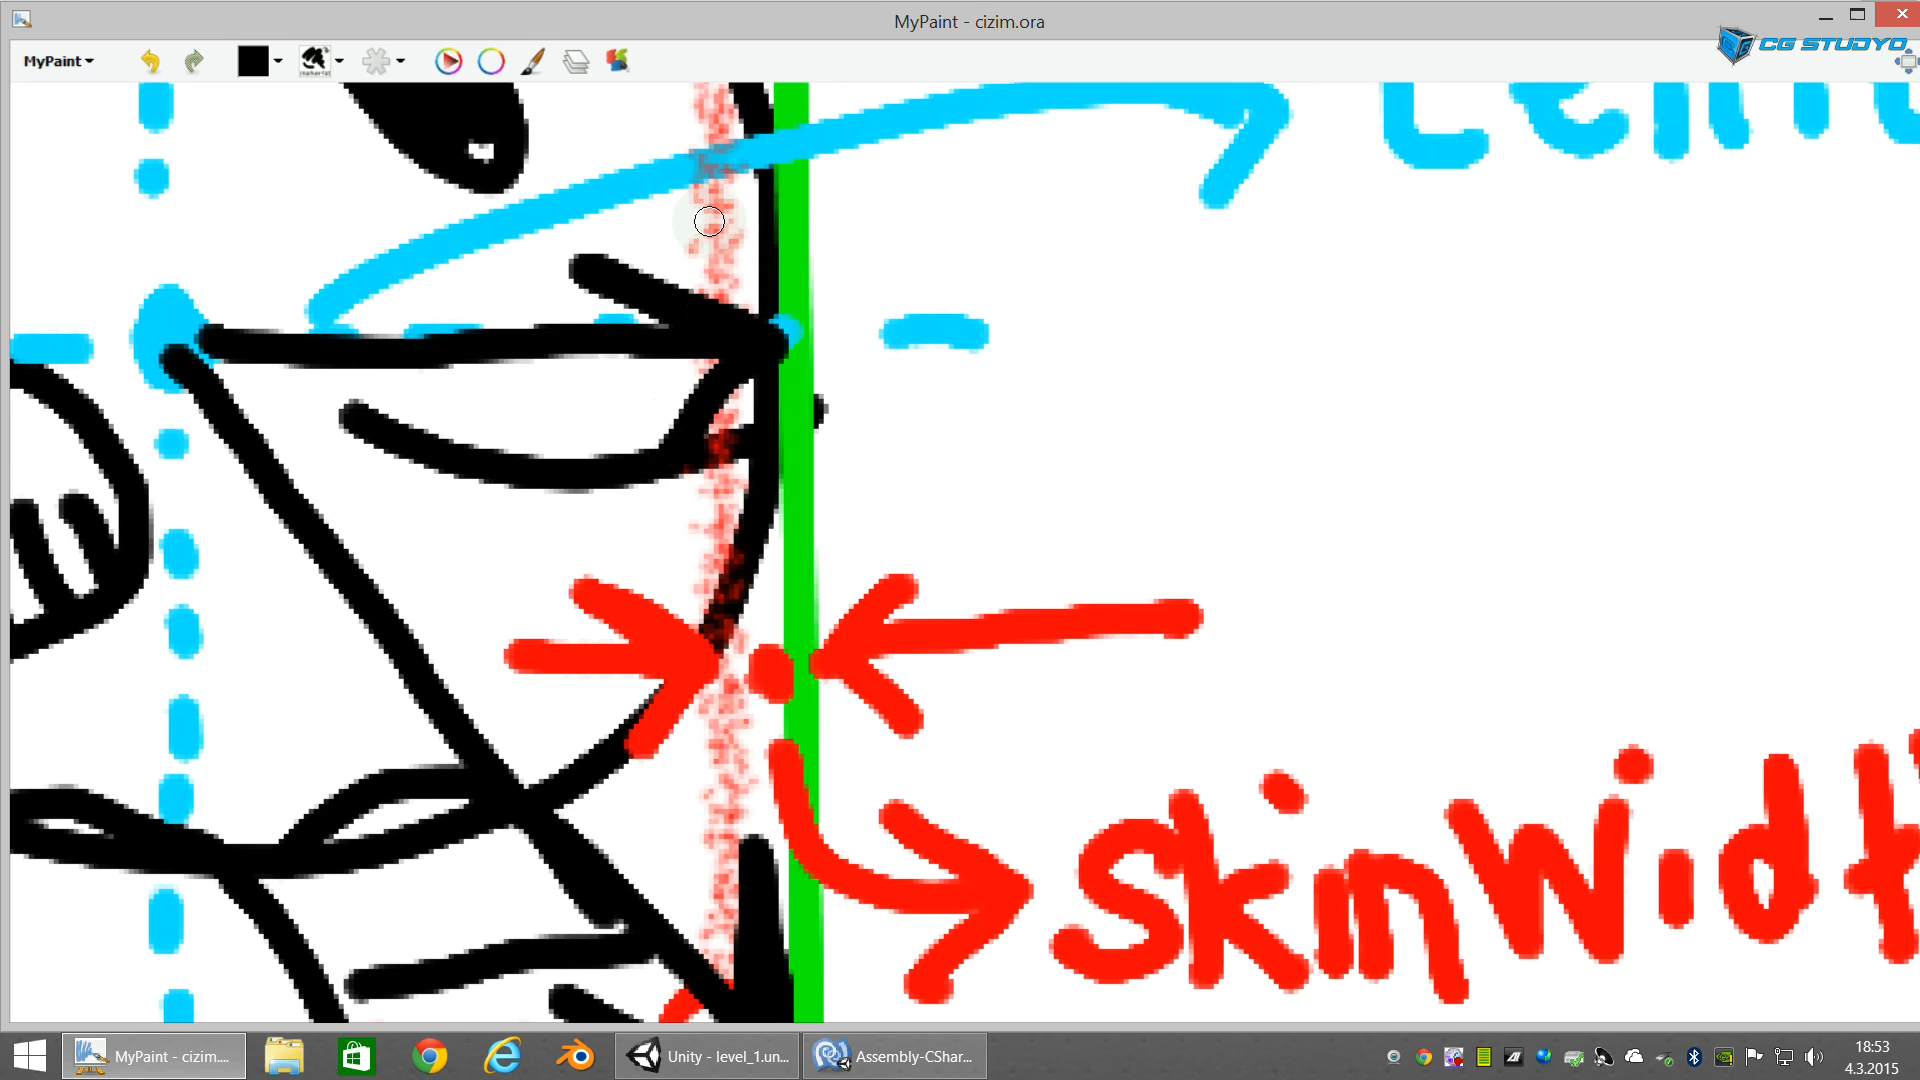 MyPaint - cizim.ora
MyPaint
CG STUDYO
SkinWidt
MyPaint - cizim....
Unity - level_1.un...
Assembly-CShar...
18:53
4.3.2015